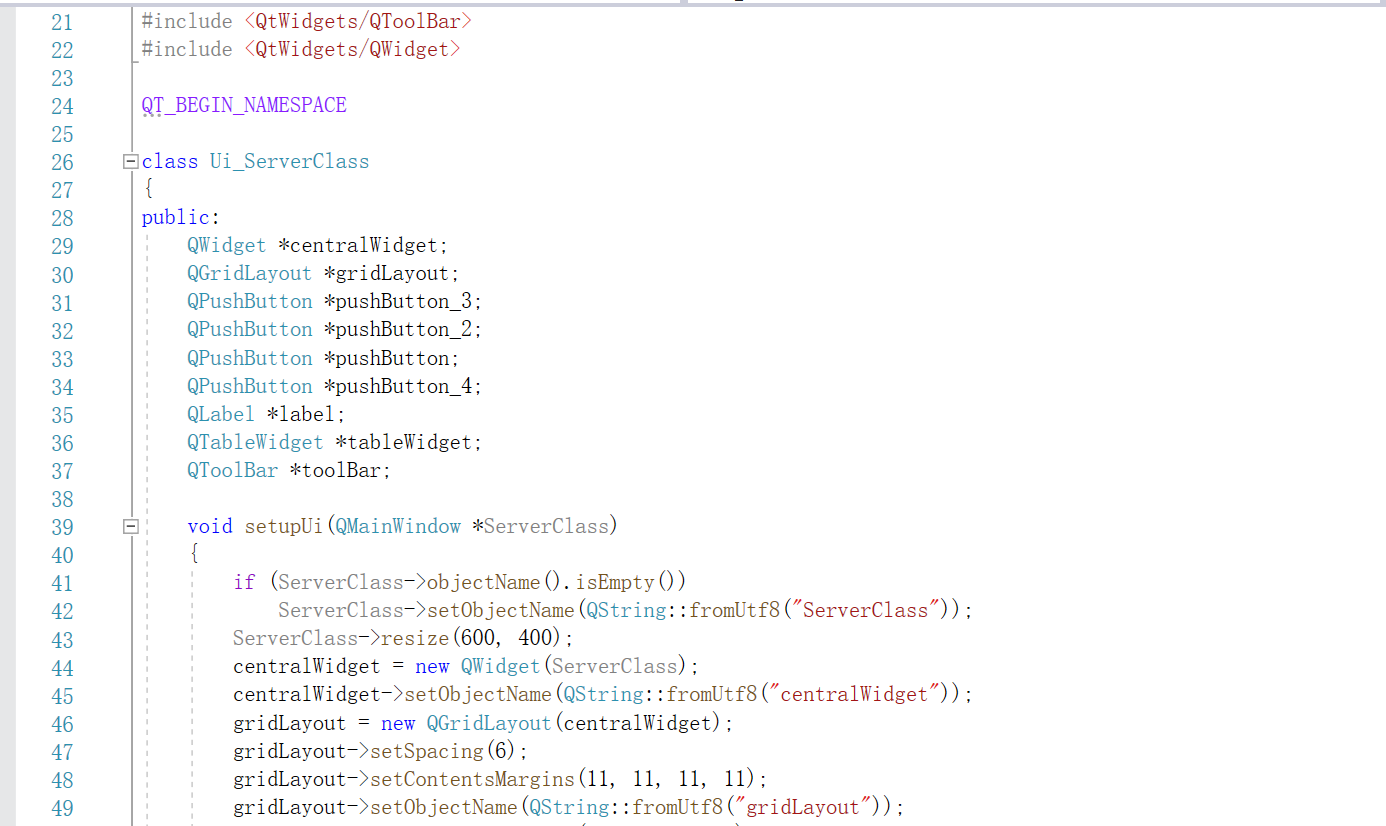 21 #include <QtWidgets/QToolBar>
22 #include <QtWidgets/QWidget>
23
24 QT_BEGIN_NAMESPACE
25
26 class Ui_ServerClass
27 {
28 public:
29 QWidget *centralWidget;
30 QGridLayout *gridLayout;
31 QPushButton *pushButton_3;
32 QPushButton *pushButton_2;
33 QPushButton *pushButton;
34 QPushButton *pushButton_4;
35 QLabel *label;
36 QTableWidget *tableWidget;
37 QToolBar *toolBar;
38
39 void setupUi(QMainWindow *ServerClass)
40 {
41 if (ServerClass->objectName().isEmpty())
42 ServerClass->setObjectName(QString::fromUtf8("ServerClass"));
43 ServerClass->resize(600, 400);
44 centralWidget = new QWidget(ServerClass);
45 centralWidget->setObjectName(QString::fromUtf8("centralWidget"));
46 gridLayout = new QGridLayout(centralWidget);
47 gridLayout->setSpacing(6);
48 gridLayout->setContentsMargins(11, 11, 11, 11);
49 gridLayout->setObjectName(QString::fromUtf8("gridLayout"));